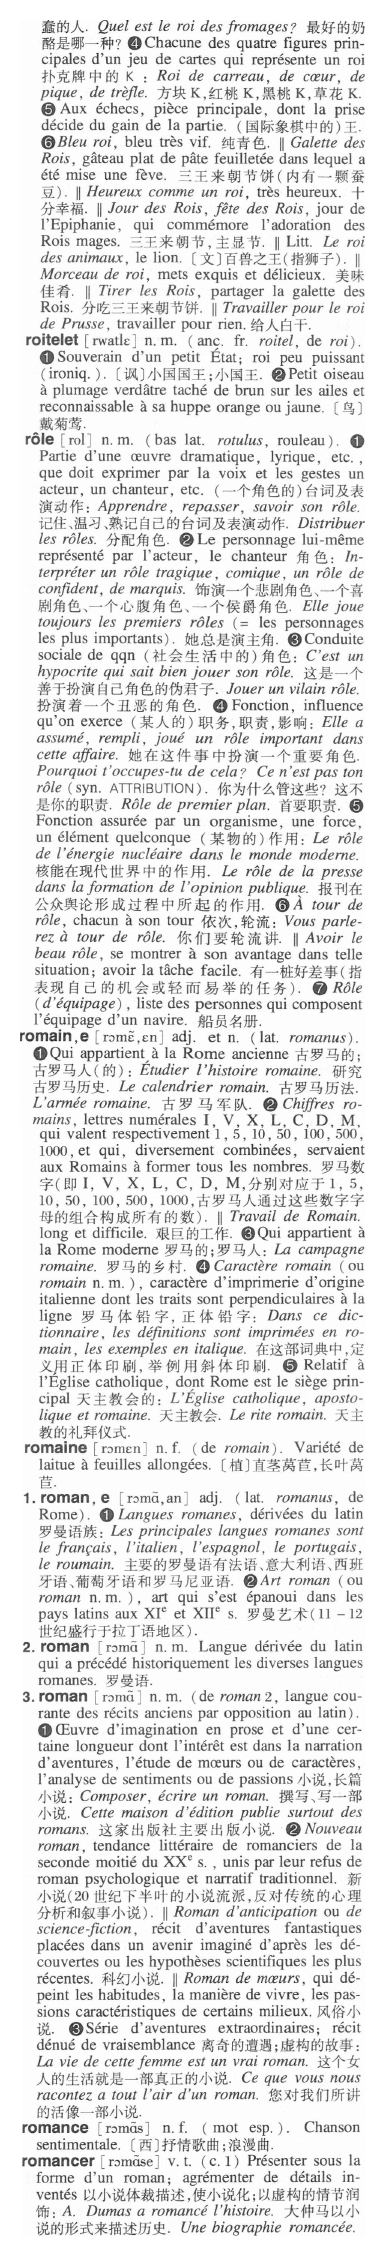 蠢的人. Quel est le roi des fromages? 最好的奶
酪是哪一种? ❹ Chacune des quatre figures prin-
cipales d'un jeu de cartes qui représente un roi
扑克牌中的 K : Roi de carreau, de cœur, de
pique, de trèfle. 方块 K,红桃 K,黑桃 K,草花 K.
❺ Aux échecs, pièce principale, dont la prise
décide du gain de la partie. (国际象棋中的)王.
❻ Bleu roi, bleu très vif. 纯青色. ‖ Galette des
Rois, gâteau plat de pâte feuilletée dans lequel a
été mise une fève. 三王来朝节饼(内有一颗蚕
豆). ‖ Heureux comme un roi, très heureux. 十
分幸福. ‖ Jour des Rois, fête des Rois, jour de
l'Epiphanie, qui commémore l'adoration des
Rois mages. 三王来朝节,主显节. ‖ Litt. Le roi
des animaux, le lion. 〔文〕百兽之王(指狮子). ‖
Morceau de roi, mets exquis et délicieux. 美味
佳肴. ‖ Tirer les Rois, partager la galette des
Rois. 分吃三王来朝节饼. ‖ Travailler pour le roi
de Prusse, travailler pour rien. 给人白干.
roitelet [rwatlɛ] n. m. (anc. fr. roitel, de roi).
❶ Souverain d'un petit État; roi peu puissant
(ironiq.). 〔讽〕小国国王;小国王. ❷ Petit oiseau
à plumage verdâtre taché de brun sur les ailes et
reconnaissable à sa huppe orange ou jaune. 〔鸟〕
戴菊莺.
rôle [rol] n. m. (bas lat. rotulus, rouleau). ❶
Partie d'une œuvre dramatique, lyrique, etc.,
que doit exprimer par la voix et les gestes un
acteur, un chanteur, etc. (一个角色的)台词及表
演动作: Apprendre, repasser, savoir son rôle.
记住、温习、熟记自己的台词及表演动作. Distribuer
les rôles. 分配角色. ❷ Le personnage lui-même
représenté par l'acteur, le chanteur 角色: In-
terpréter un rôle tragique, comique, un rôle de
confident, de marquis. 饰演一个悲剧角色、一个喜
剧角色、一个心腹角色、一个侯爵角色. Elle joue
toujours les premiers rôles (= les personnages
les plus importants). 她总是演主角. ❸ Conduite
sociale de qqn (社会生活中的)角色: C'est un
hypocrite qui sait bien jouer son rôle. 这是一个
善于扮演自己角色的伪君子. Jouer un vilain rôle.
扮演着一个丑恶的角色. ❹ Fonction, influence
qu'on exerce (某人的)职务,职责,影响: Elle a
assumé, rempli, joué un rôle important dans
cette affaire. 她在这件事中扮演一个重要角色.
Pourquoi t'occupes-tu de cela? Ce n'est pas ton
rôle (syn. ATTRIBUTION). 你为什么管这些? 这不
是你的职责. Rôle de premier plan. 首要职责. ❺
Fonction assurée par un organisme, une force,
un élément quelconque (某物的)作用: Le rôle
de l'énergie nucléaire dans le monde moderne.
核能在现代世界中的作用. Le rôle de la presse
dans la formation de l'opinion publique. 报刊在
公众舆论形成过程中所起的作用. ❻ À tour de
rôle, chacun à son tour 依次,轮流: Vous parle-
rez à tour de rôle. 你们要轮流讲. ‖ Avoir le
beau rôle, se montrer à son avantage dans telle
situation; avoir la tâche facile. 有一桩好差事(指
表现自己的机会或轻而易举的任务). ❼ Rôle
(d'équipage), liste des personnes qui composent
l'équipage d'un navire. 船员名册.
romain,e [rɔmɛ̃,ɛn] adj. et n. (lat. romanus).
❶ Qui appartient à la Rome ancienne 古罗马的;
古罗马人(的): Étudier l'histoire romaine. 研究
古罗马历史. Le calendrier romain. 古罗马历法.
L'armée romaine. 古罗马军队. ❷ Chiffres ro-
mains, lettres numérales I, V, X, L, C, D, M,
qui valent respectivement 1, 5, 10, 50, 100, 500,
1000, et qui, diversement combinées, servaient
aux Romains à former tous les nombres. 罗马数
字(即 I, V, X, L, C, D, M,分别对应于 1, 5,
10, 50, 100, 500, 1000,古罗马人通过这些数字字
母的组合构成所有的数). ‖ Travail de Romain.
long et difficile. 艰巨的工作. ❸ Qui appartient à
la Rome moderne 罗马的;罗马人: La campagne
romaine. 罗马的乡村. ❹ Caractère romain (ou
romain n. m.), caractère d'imprimerie d'origine
italienne dont les traits sont perpendiculaires à la
ligne 罗马体铅字,正体铅字: Dans ce dic-
tionnaire, les définitions sont imprimées en ro-
main, les exemples en italique. 在这部词典中,定
义用正体印刷,举例用斜体印刷. ❺ Relatif à
l'Église catholique, dont Rome est le siège prin-
cipal 天主教会的: L'Église catholique, aposto-
lique et romaine. 天主教会. Le rite romain. 天主
教的礼拜仪式.
romaine [rɔmɛn] n. f. (de romain). Variété de
laitue à feuilles allongées. 〔植〕直茎莴苣,长叶莴
苣.
1. roman, e [rɔmɑ̃,an] adj. (lat. romanus, de
Rome). ❶ Langues romanes, dérivées du latin
罗曼语族: Les principales langues romanes sont
le français, l'italien, l'espagnol, le portugais,
le roumain. 主要的罗曼语有法语、意大利语、西班
牙语、葡萄牙语和罗马尼亚语. ❷ Art roman (ou
roman n. m.), art qui s'est épanoui dans les
pays latins aux XIe et XIIe s. 罗曼艺术(11－12
世纪盛行于拉丁语地区).
2. roman [rɔmɑ̃] n. m. Langue dérivée du latin
qui a précédé historiquement les diverses langues
romanes. 罗曼语.
3. roman [rɔmɑ̃] n. m. (de roman 2, langue cou-
rante des récits anciens par opposition au latin).
❶ Œuvre d'imagination en prose et d'une cer-
taine longueur dont l'intérêt est dans la narration
d'aventures, l'étude de mœurs ou de caractères,
l'analyse de sentiments ou de passions 小说,长篇
小说: Composer, écrire un roman. 撰写、写一部
小说. Cette maison d'édition publie surtout des
romans. 这家出版社主要出版小说. ❷ Nouveau
roman, tendance littéraire de romanciers de la
seconde moitié du XXe s., unis par leur refus de
roman psychologique et narratif traditionnel. 新
小说(20 世纪下半叶的小说流派,反对传统的心理
分析和叙事小说). ‖ Roman d'anticipation ou de
science-fiction, récit d'aventures fantastiques
placées dans un avenir imaginé d'après les dé-
couvertes ou les hypothèses scientifiques les plus
récentes. 科幻小说. ‖ Roman de mœurs, qui dé-
peint les habitudes, la manière de vivre, les pas-
sions caractéristiques de certains milieux. 风俗小
说. ❸ Série d'aventures extraordinaires; récit
dénué de vraisemblance 离奇的遭遇;虚构的故事:
La vie de cette femme est un vrai roman. 这个女
人的生活就是一部真正的小说. Ce que vous nous
racontez a tout l'air d'un roman. 您对我们所讲
的活像一部小说.
romance [rɔmɑ̃s] n. f. (mot esp.). Chanson
sentimentale. 〔西〕抒情歌曲;浪漫曲.
romancer [rɔmɑ̃se] v. t. (c. 1) Présenter sous la
forme d'un roman; agrémenter de détails in-
ventés 以小说体裁描述,使小说化;以虚构的情节润
饰: A. Dumas a romancé l'histoire. 大仲马以小
说的形式来描述历史. Une biographie romancée.